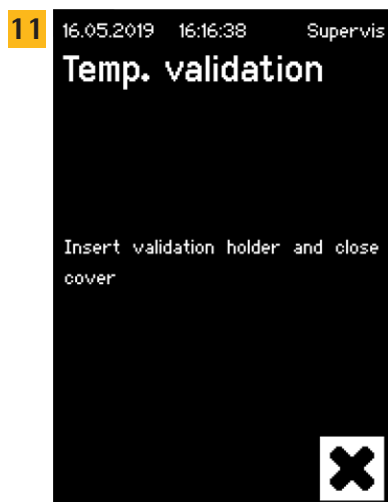 11
16.05.2019 16:16:38 Supervis
Temp. validation
Insert validation holder and close
cover